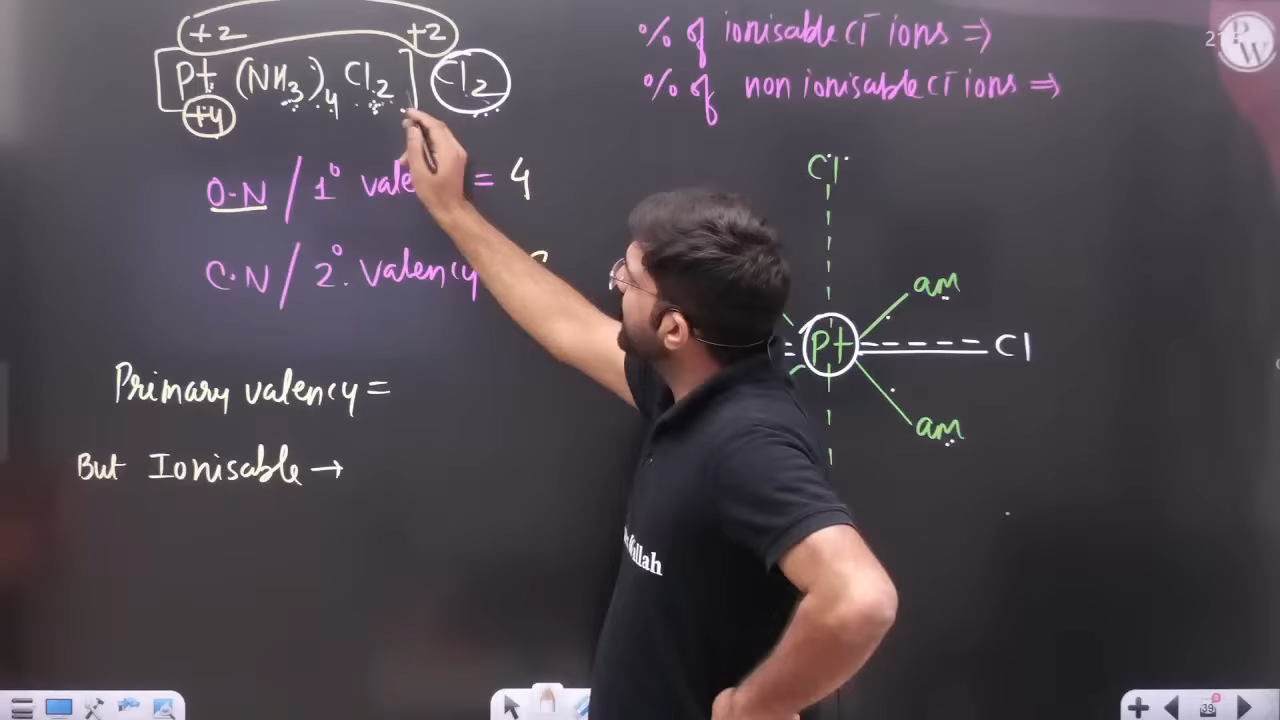 +2 +2
[Pt (NH3)4 Cl2] Cl2
+4
O.N / 1° vale = 4
C.N / 2°. Valency
Primary valency =
But Ionisable →
% of ionisable Cl⁻ ions ⇒
% of non ionisable Cl⁻ ions ⇒
Cl
am
Pt Cl
am
PW
39